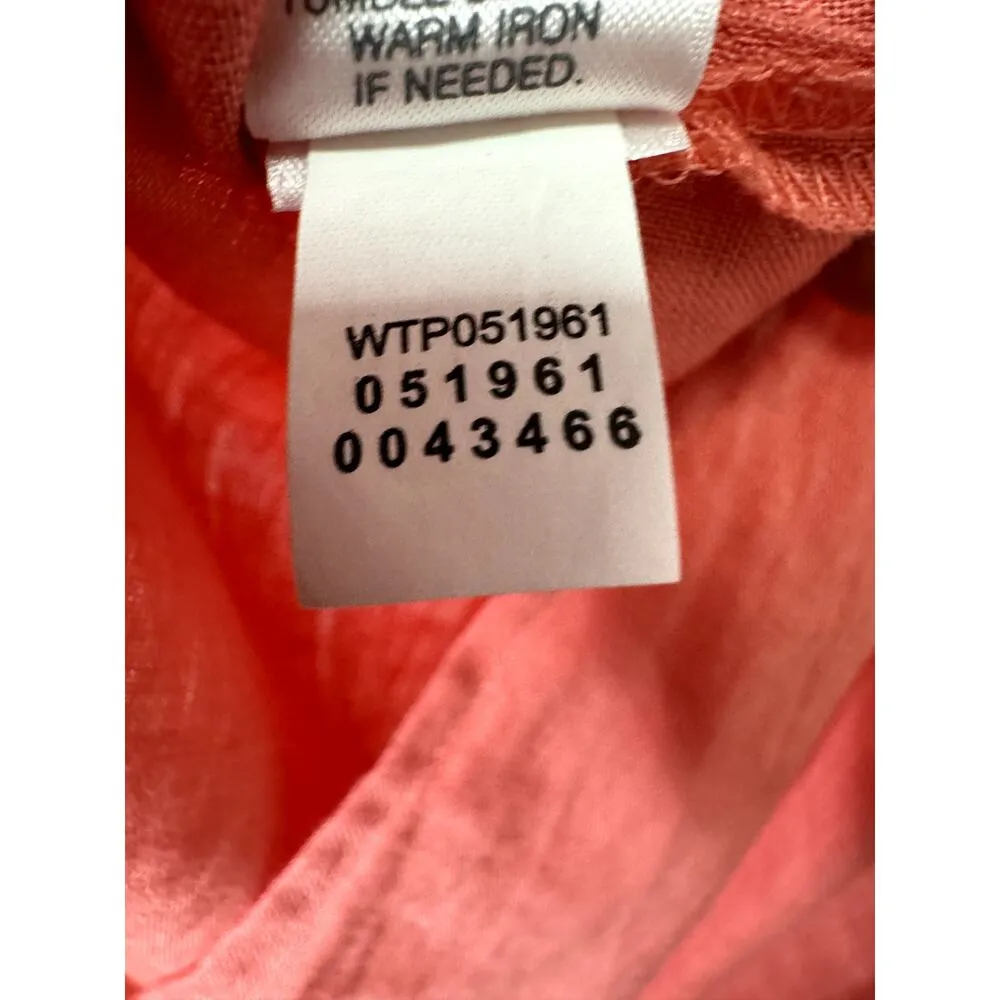 WARM IRON
IF NEEDED.
WTP051961
051961
0043466